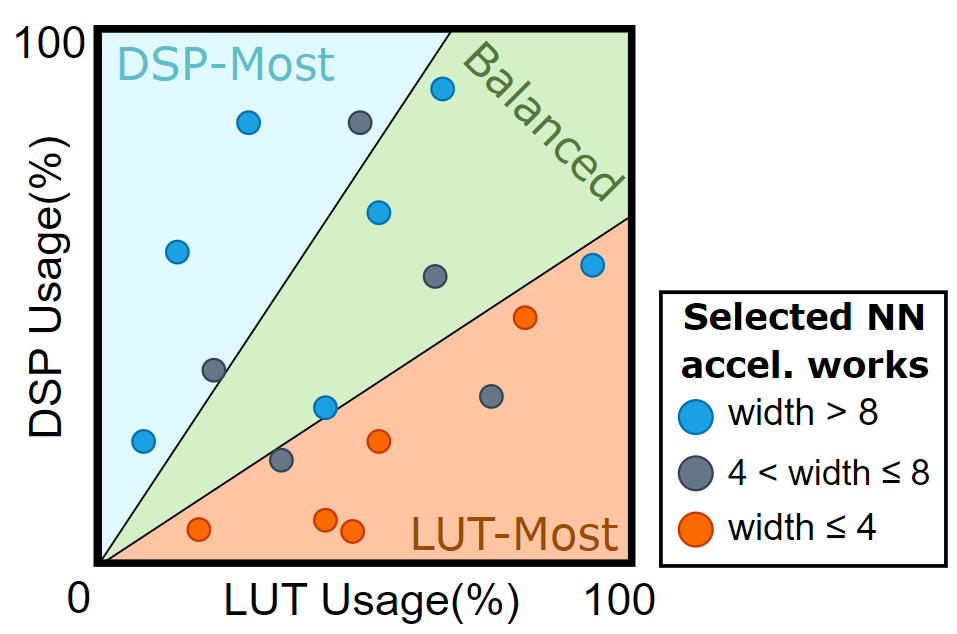 100
DSP-Most
Balanced
DSP Usage(%)
LUT-Most
0
LUT Usage(%)
100
Selected NN
accel. works
width > 8
4 < width ≤ 8
width ≤ 4